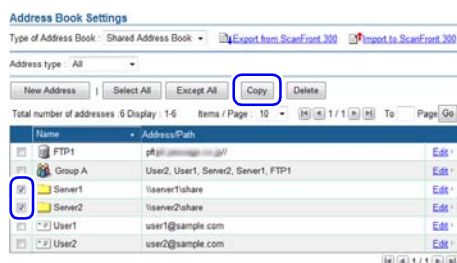 Address Book Settings
Type of Address Book : Shared Address Book Export from ScanFront 300 Import to ScanFront 300
Address type : All
New Address | Select All Except All Copy Delete
Total number of addresses :6 Display : 1-6 Items / Page : 10 1 / 1 To Page Go
Name Address/Path
FTP1 Edit
Group A User2, User1, Server2, Server1, FTP1 Edit
Server1 \\server1\share Edit
Server2 \\server2\share Edit
User1 user1@sample.com Edit
User2 user2@sample.com Edit
1 / 1